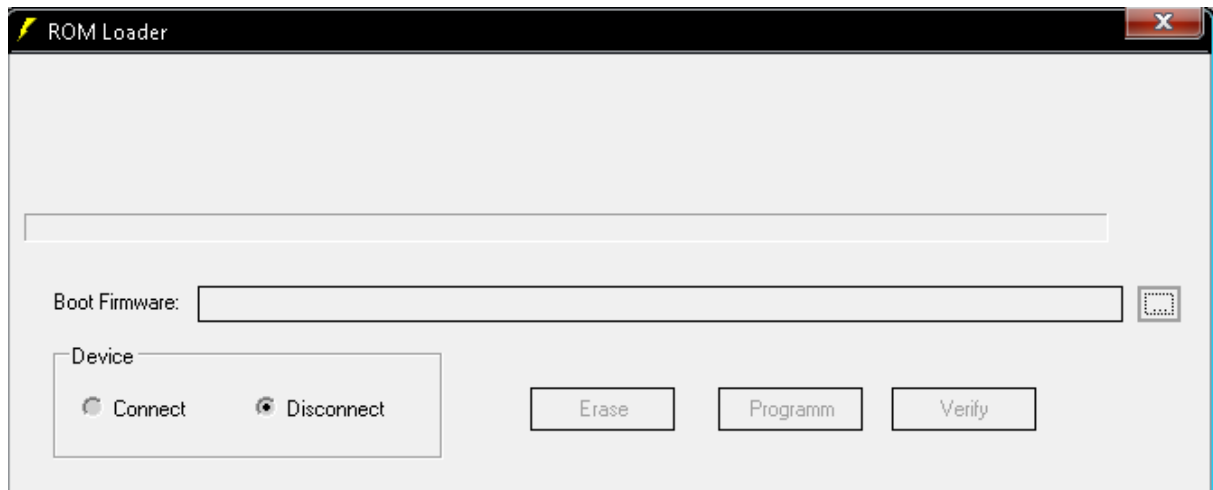 ROM Loader
Boot Firmware:
...
Device
Connect Disconnect Erase Programm Verify